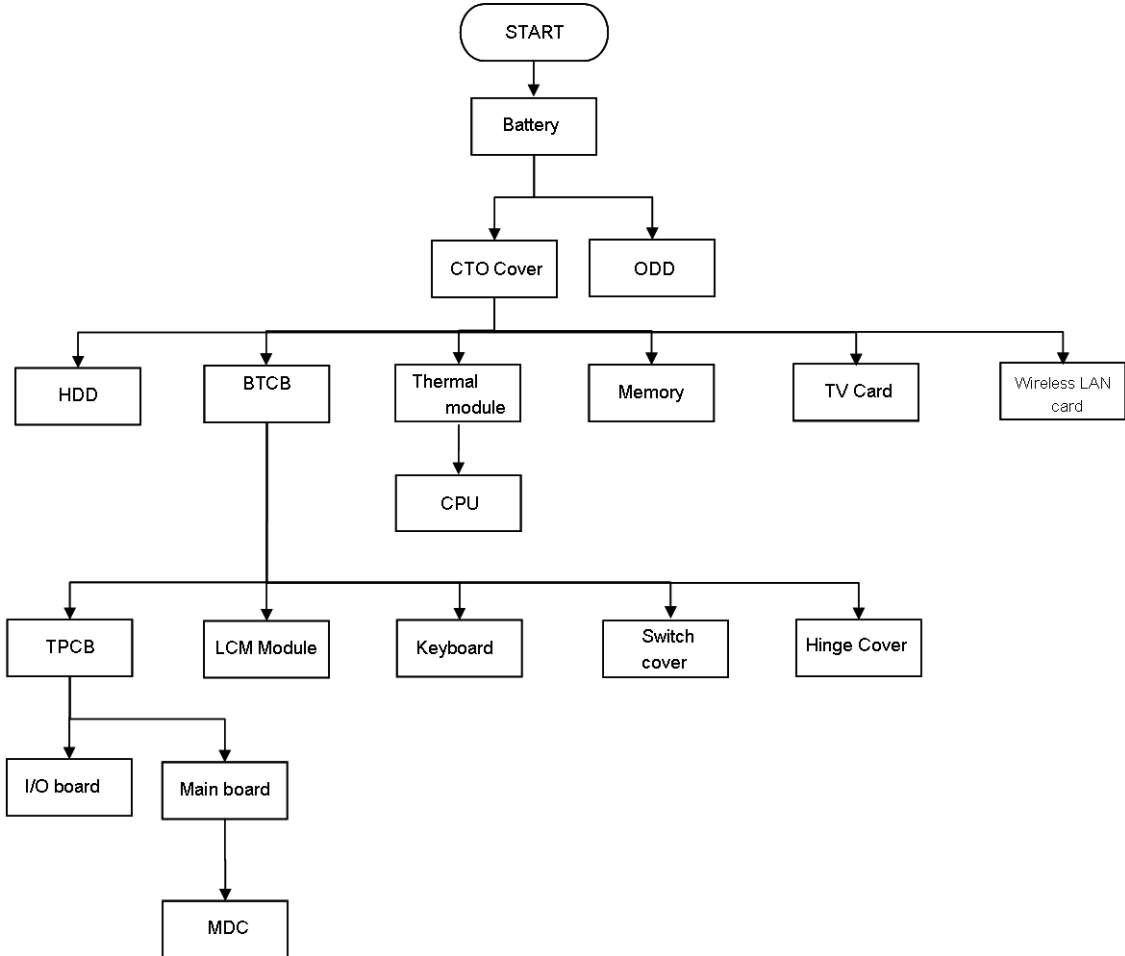 START
Battery
CTO Cover
ODD
HDD
BTCB
Thermal
module
Memory
TV Card
Wireless LAN
card
CPU
TPCB
LCM Module
Keyboard
Switch
cover
Hinge Cover
I/O board
Main board
MDC